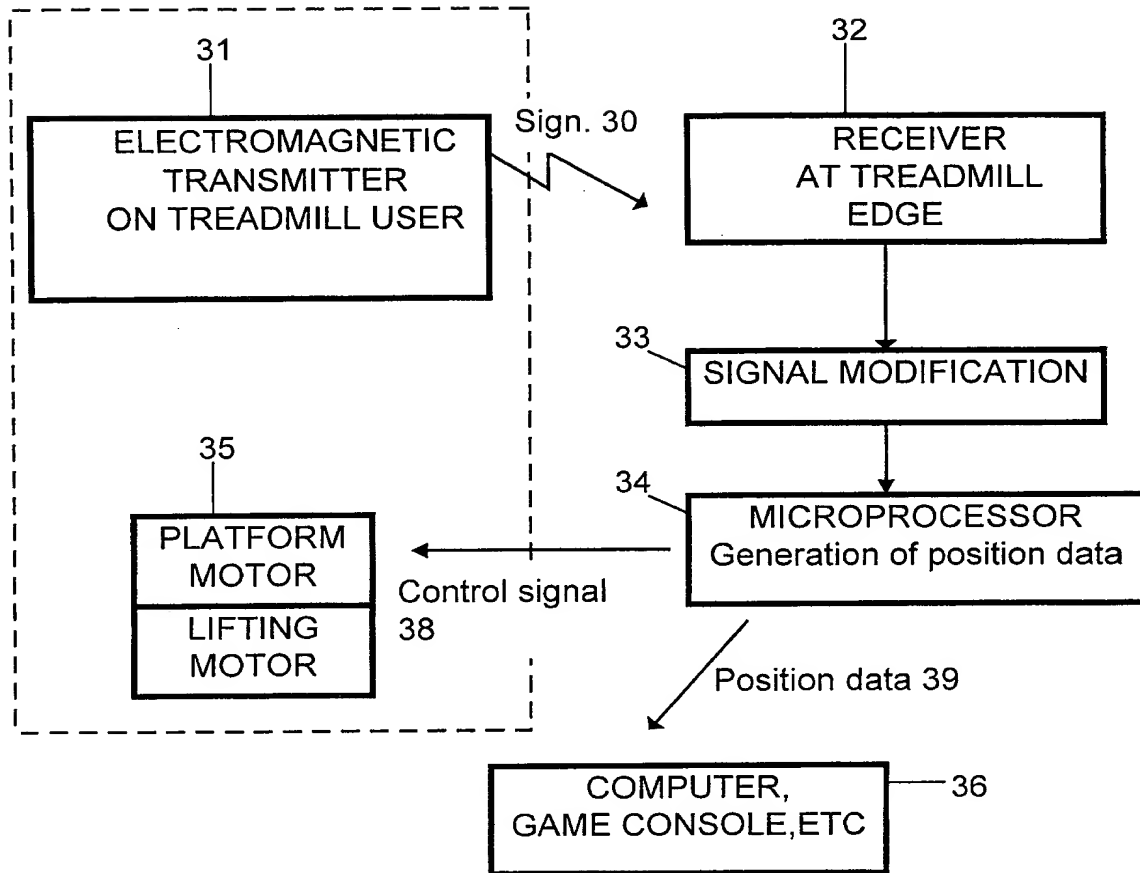 31
ELECTROMAGNETIC
TRANSMITTER
ON TREADMILL USER
Sign. 30
32
RECEIVER
AT TREADMILL
EDGE
33
SIGNAL MODIFICATION
34
MICROPROCESSOR
Generation of position data
35
PLATFORM
MOTOR
LIFTING
MOTOR
Control signal
38
Position data 39
COMPUTER,
GAME CONSOLE,ETC
36